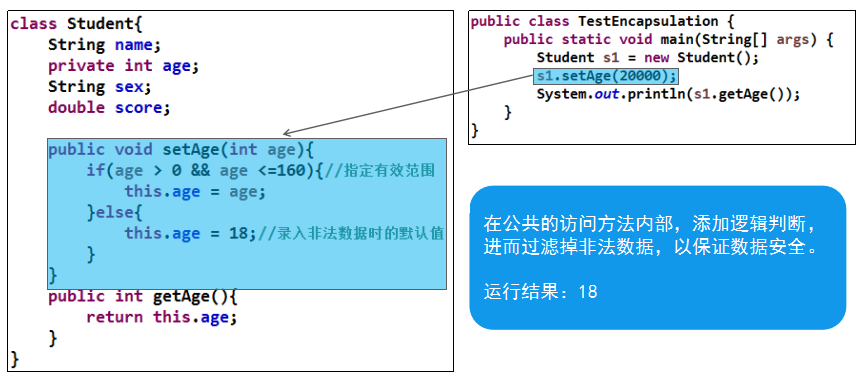 class Student{
String name;
private int age;
String sex;
double score;
public void setAge(int age){
if(age > 0 && age <=160){//指定有效范围
this.age = age;
}else{
this.age = 18;//录入非法数据时的默认值
}
}
public int getAge(){
return this.age;
}
}
public class TestEncapsulation {
public static void main(String[] args) {
Student s1 = new Student();
s1.setAge(20000);
System.out.println(s1.getAge());
}
}
在公共的访问方法内部，添加逻辑判断，
进而过滤掉非法数据，以保证数据安全。
运行结果：18